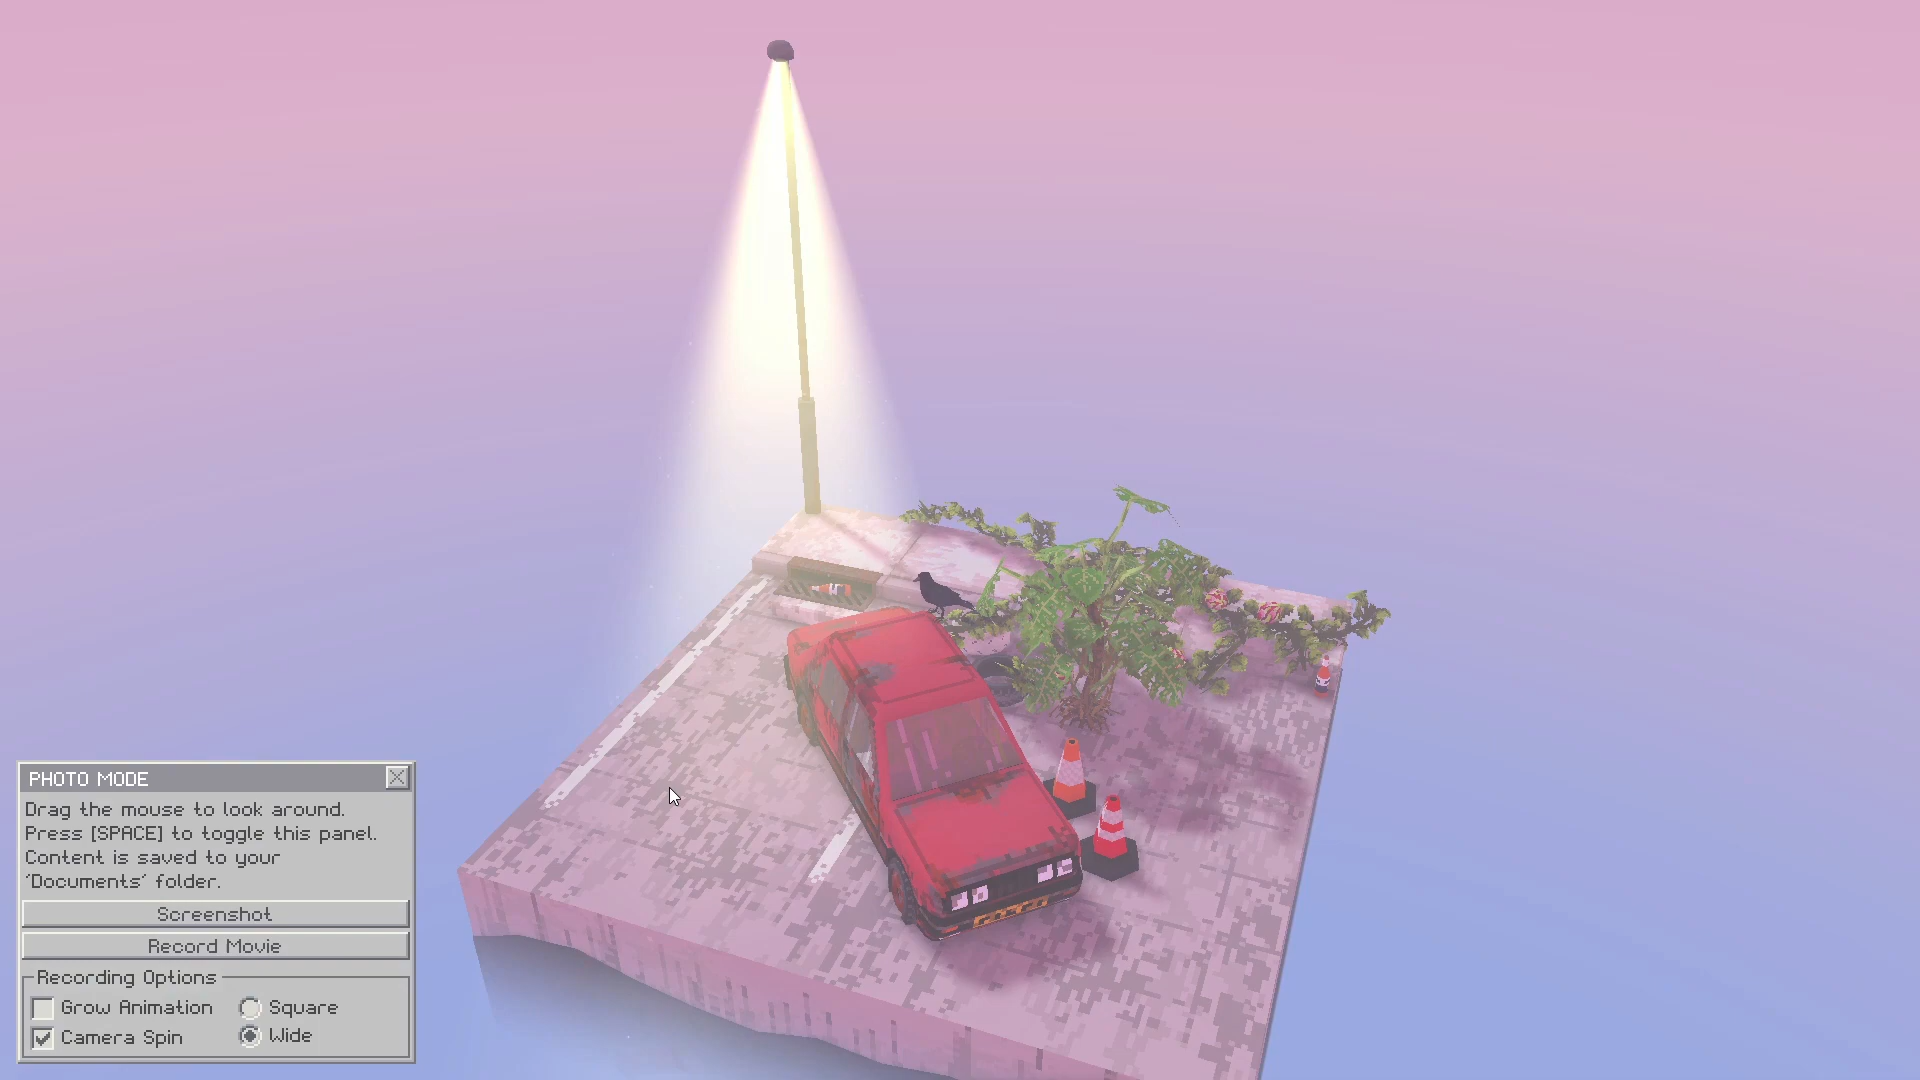 PHOTO MODE
Drag the mouse to look around.
Press [SPACE] to toggle this panel.
Content is saved to your
'Documents' folder.
Screenshot
Record Movie
Recording Options
Grow Animation
Square
Camera Spin
Wide